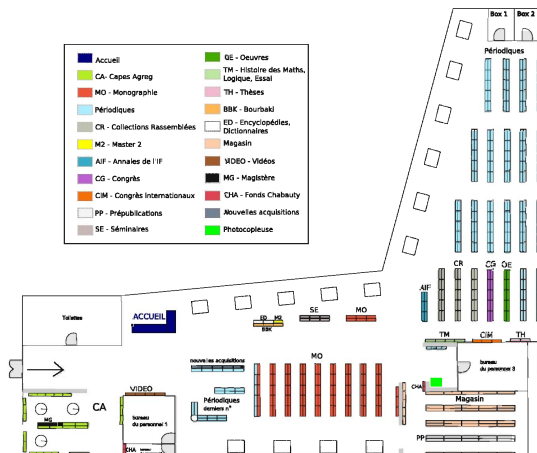 Box 1 Box 2
Périodiques
Accueil
CA- Capes Agreg
MO - Monographie
Périodiques
CR - Collections Rassemblées
M2 - Master 2
AIF - Annales de l'IF
CG - Congrès
CIM - Congrès Internationaux
PP - Prépublications
SE - Séminaires
OE - Oeuvres
TM - Histoire des Maths,
Logique, Essai
TH - Thèses
BBK - Bourbaki
ED - Encyclopédies,
Dictionnaires
Magasin
VIDEO - Vidéos
MG - Magistère
CHA - Fonds Chabauty
Nouvelles acquisitions
Photocopieuse
CR CG OE
AIF
Toilettes
ACCUEIL
ED M2
BBK
SE
MO
TM CIM TH
nouvelles acquisitions
MO
bureau
du personnel 3
VIDEO
CHA
CA
Périodiques
derniers n°
Magasin
MG
bureau
du personnel 1
PP
CHA
bureau